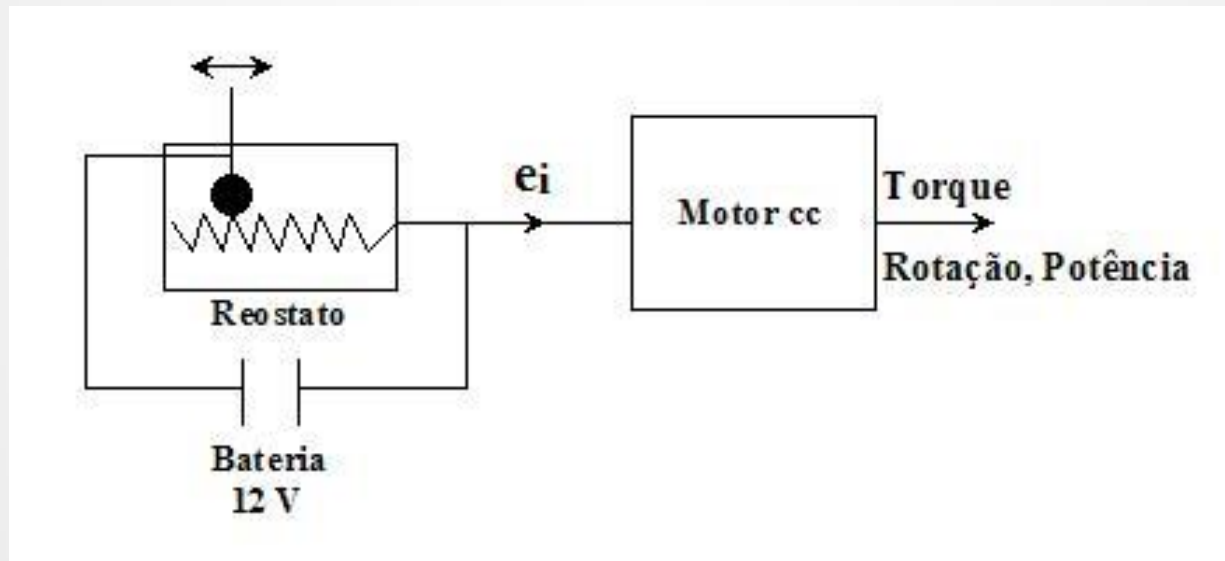 ei
Motor cc
Torque
Rotação, Potência
Reostato
Bateria
12 V